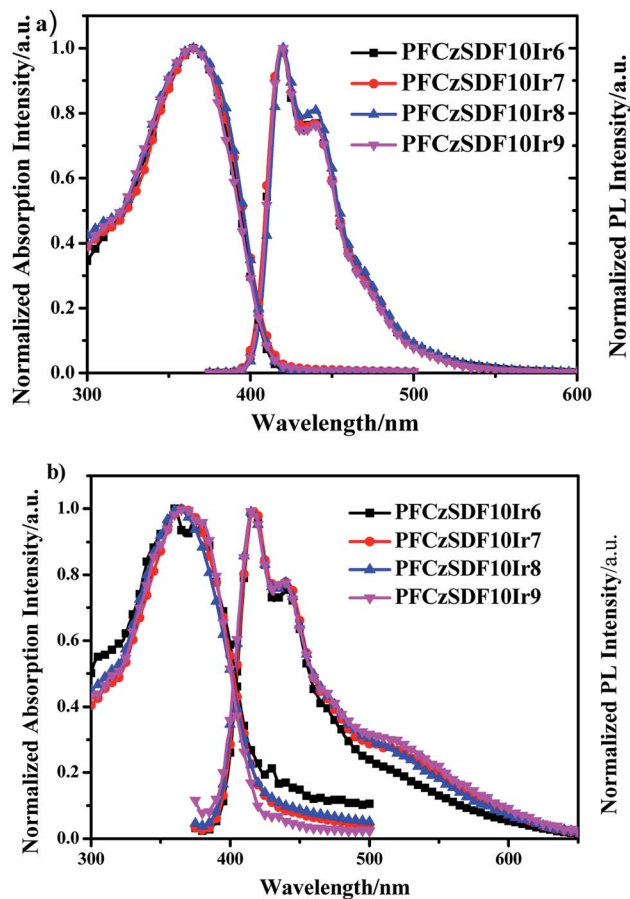 a)
Normalized Absorption Intensity/a.u.
1.0
0.8
0.6
0.4
0.2
0.0
PFCzSDF10Ir6
PFCzSDF10Ir7
PFCzSDF10Ir8
PFCzSDF10Ir9
Normalized PL Intensity/a.u.
300 400 500 600
Wavelength/nm
b)
Normalized Absorption Intensity/a.u.
1.0
0.8
0.6
0.4
0.2
0.0
PFCzSDF10Ir6
PFCzSDF10Ir7
PFCzSDF10Ir8
PFCzSDF10Ir9
Normalized PL Intensity/a.u.
300 400 500 600
Wavelength/nm